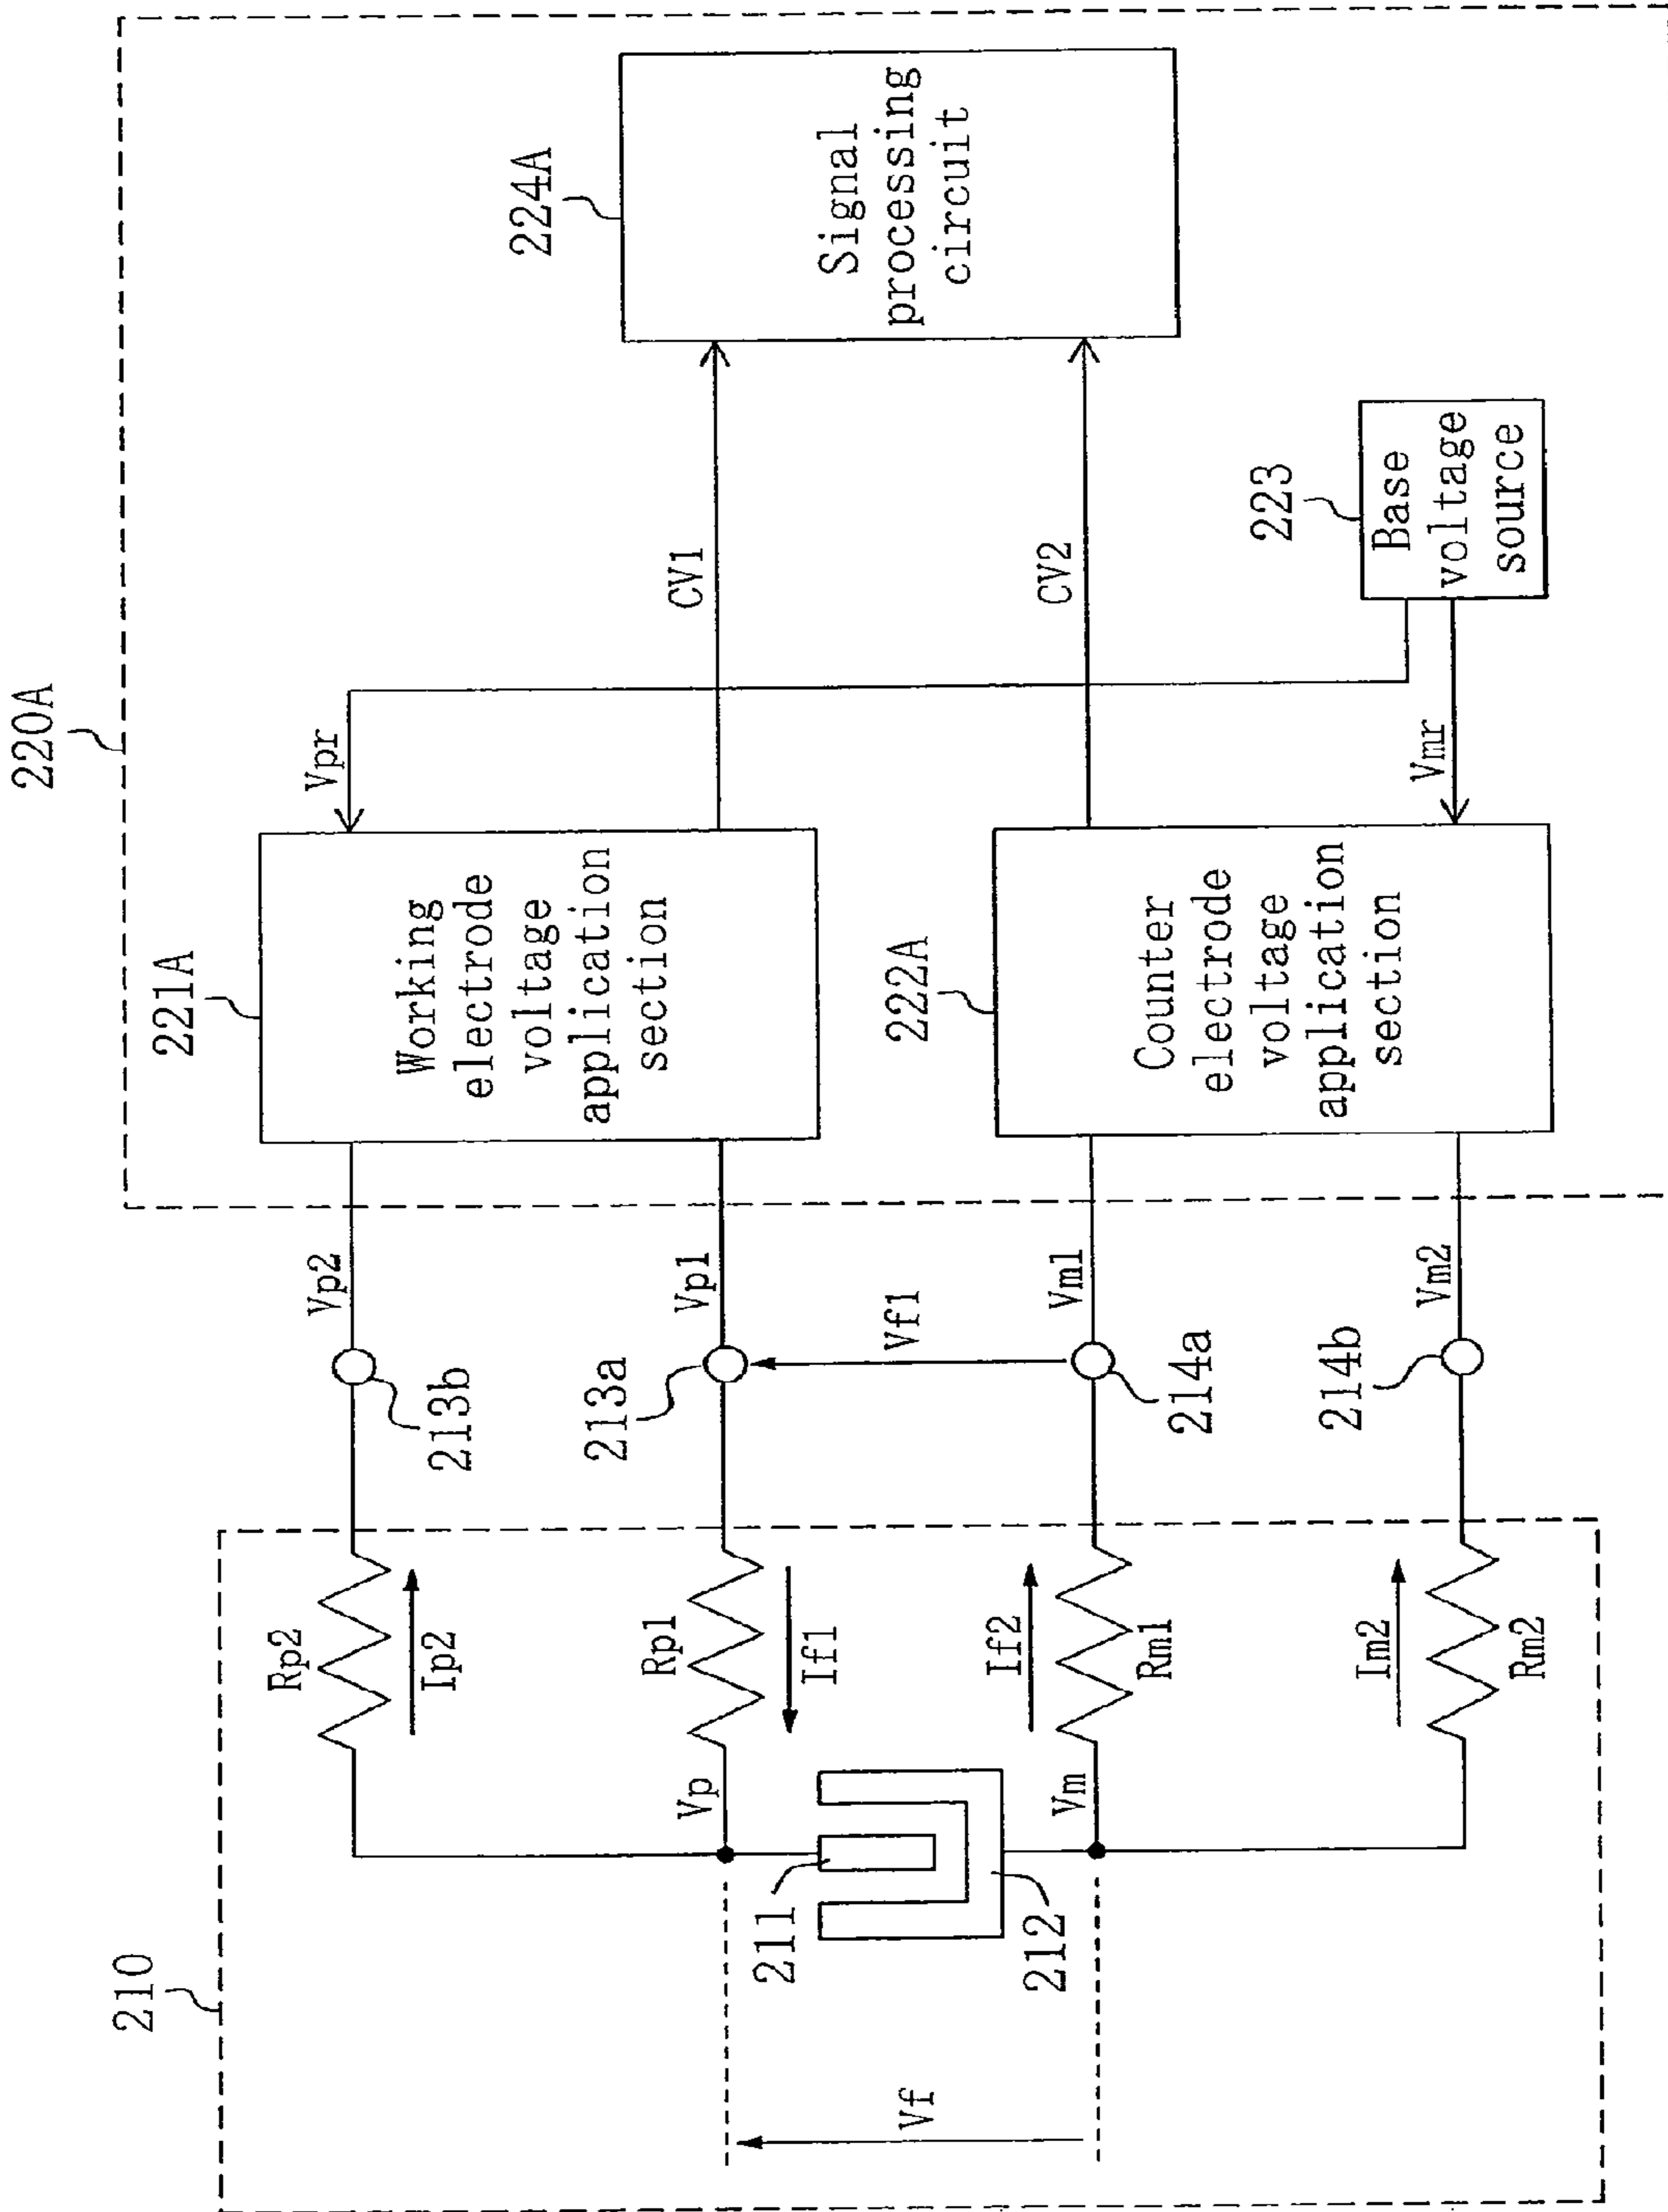 220A
224A
Signal
processing
circuit
CV1
CV2
223
Base
voltage
source
Vpr
Vmr
221A
Working
electrode
voltage
application
section
222A
Counter
electrode
voltage
application
section
Vp2
Vp1
Vf1
Vm1
Vm2
213b
213a
214a
214b
Rp2
Ip2
Rp1
If1
If2
Rm1
Im2
Rm2
Vp
Vm
211
212
210
Vf